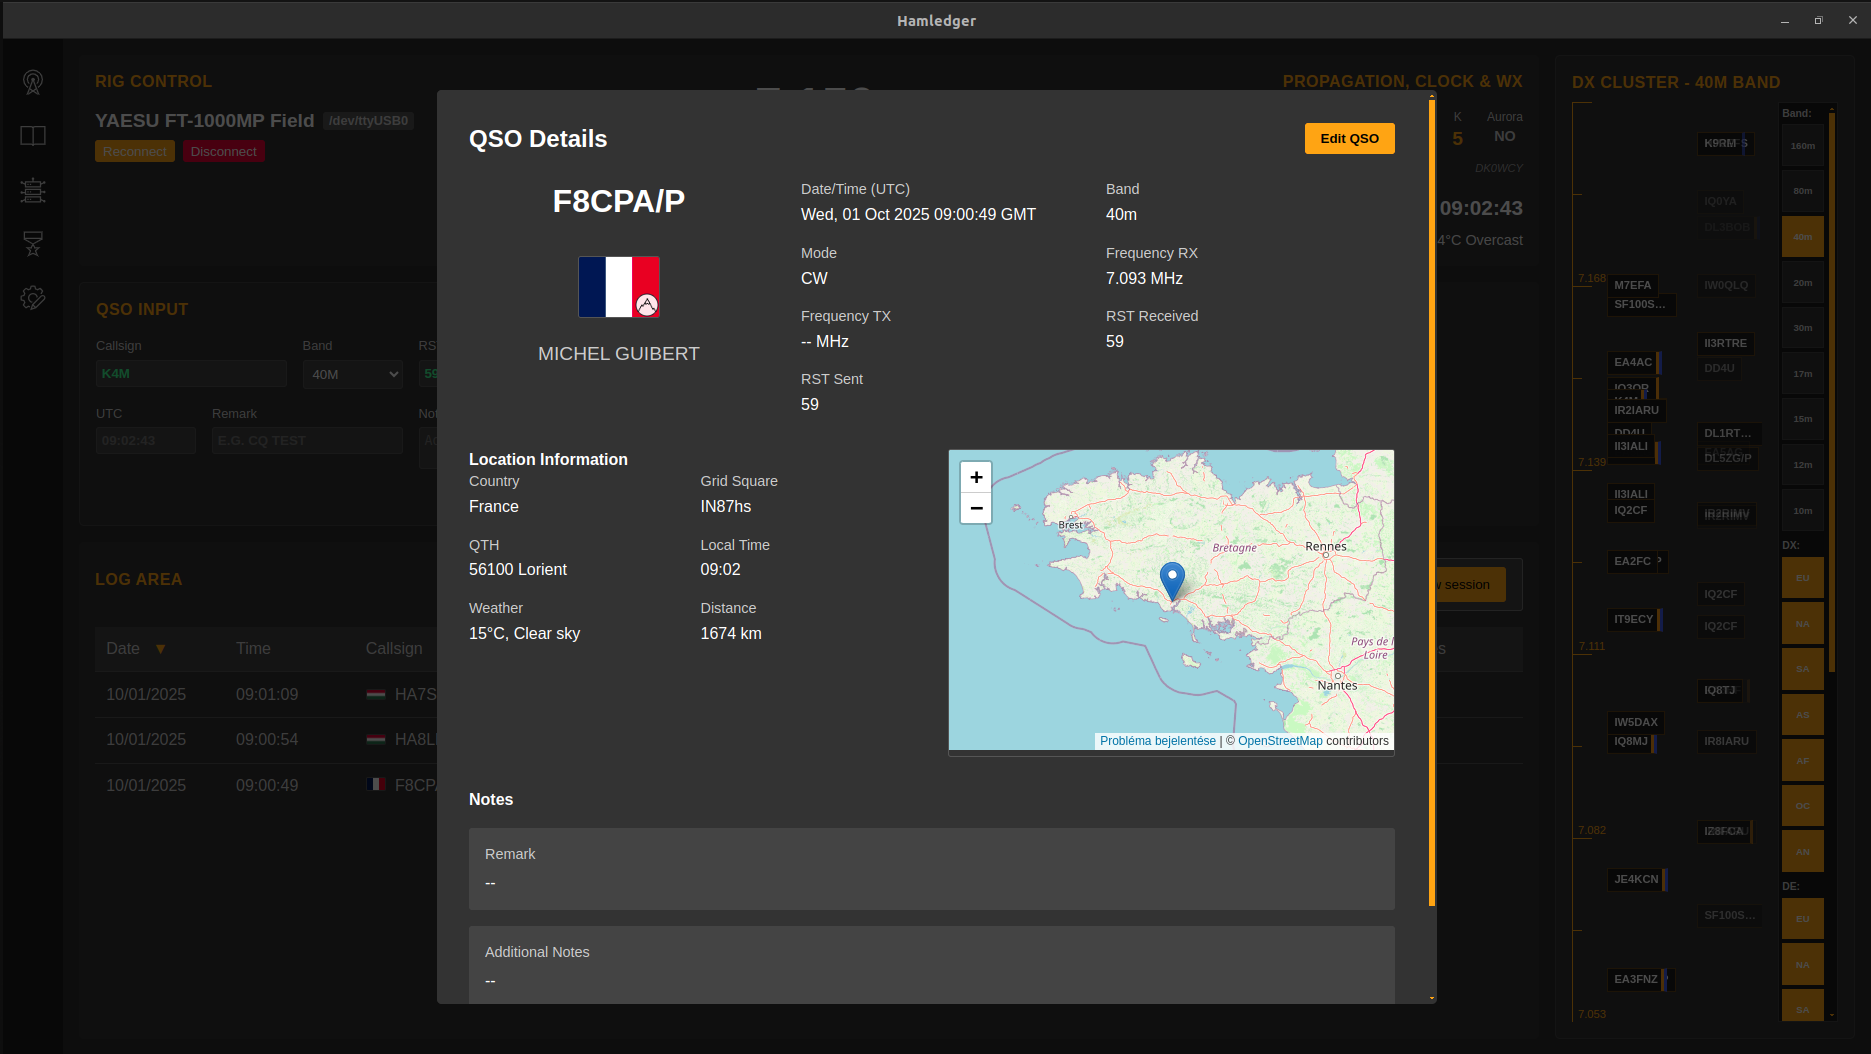 Hamledger
RIG CONTROL
YAESU FT-1000MP Field /dev/ttyUSB0
Reconnect Disconnect
PROPAGATION, CLOCK & WX
K Aurora
5 NO
DK0WCY
09:02:43
4°C Overcast
QSO INPUT
Callsign Band RS
K4M 40M 59
UTC Remark Not
09:02:43 E.G. CQ TEST
LOG AREA
w session
Date ▼ Time Callsign
10/01/2025 09:01:09 HA7S
10/01/2025 09:00:54 HA8L
10/01/2025 09:00:49 F8CPA
QSO Details
Edit QSO
F8CPA/P
MICHEL GUIBERT
Date/Time (UTC)
Wed, 01 Oct 2025 09:00:49 GMT
Band
40m
Mode
CW
Frequency RX
7.093 MHz
Frequency TX
-- MHz
RST Received
59
RST Sent
59
Location Information
Country
France
Grid Square
IN87hs
QTH
56100 Lorient
Local Time
09:02
Weather
15°C, Clear sky
Distance
1674 km
+
−
Brest
Bretagne
Rennes
Pays de la
Loire
Nantes
Probléma bejelentése | © OpenStreetMap contributors
Notes
Remark
--
Additional Notes
--
DX CLUSTER - 40M BAND
7.168
7.139
7.111
7.082
7.053
K9RM
IQ0YA
DL3BOB
M7EFA
IW0QLQ
SF100S…
II3RTRE
EA4AC
DD4U
IQ3QR
K4M
IR2IARU
DD4U
DL1RT…
II3IALI
DL5ZG/P
II3IALI
IQ2CF
EA2FC
IQ2CF
IT9ECY
IQ2CF
IQ8TJ
IW5DAX
IQ8MJ
IR8IARU
IZ8FCA
JE4KCN
SF100S…
EA3FNZ
Band:
160m
80m
40m
20m
30m
17m
15m
12m
10m
DX:
EU
NA
SA
AS
AF
OC
AN
DE:
EU
NA
SA